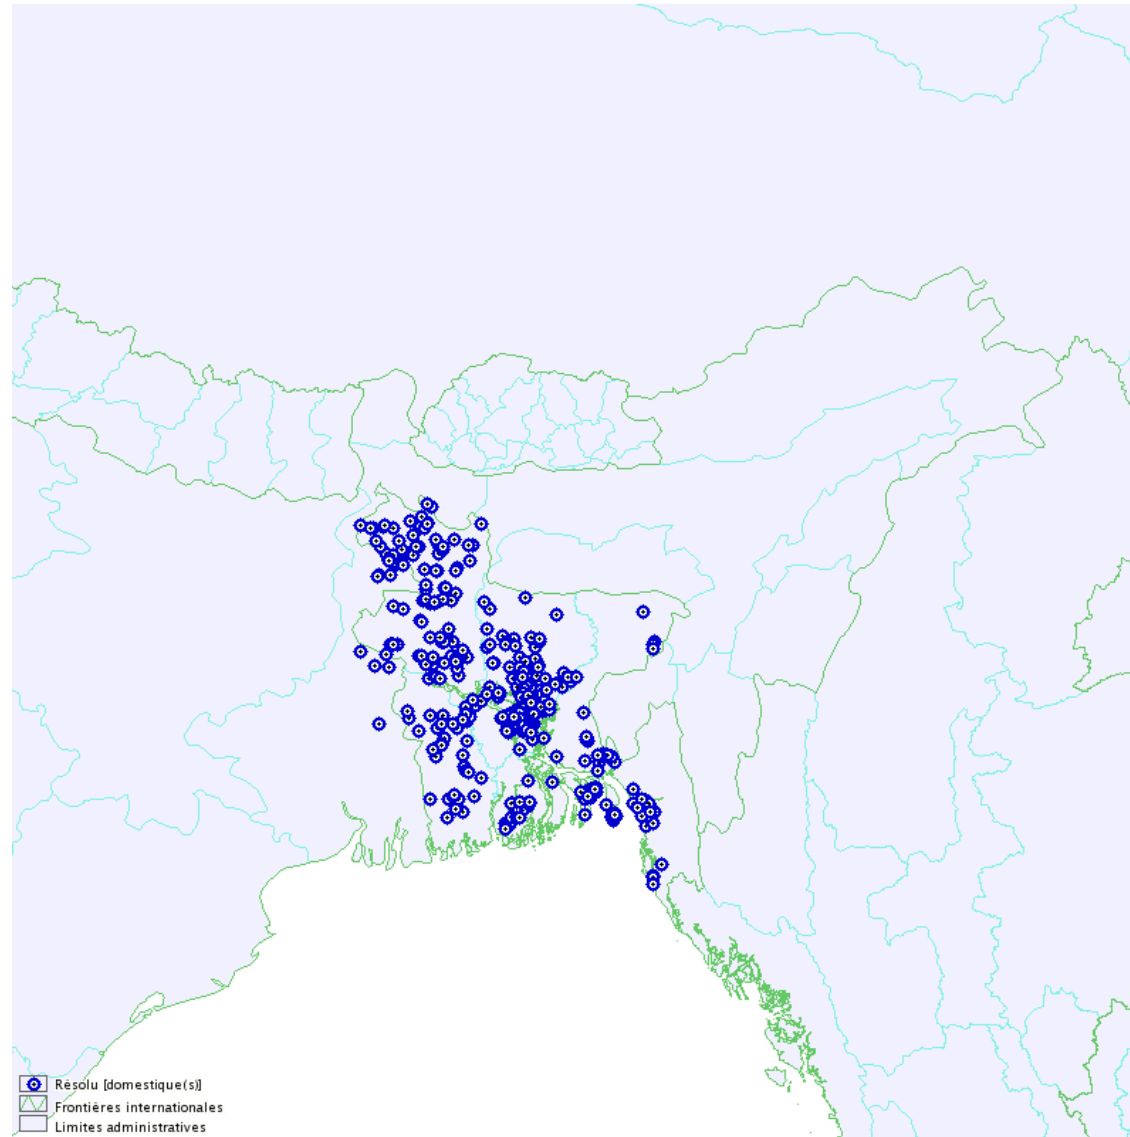 Résolu [domestique(s)]
Frontières internationales
Limites administratives